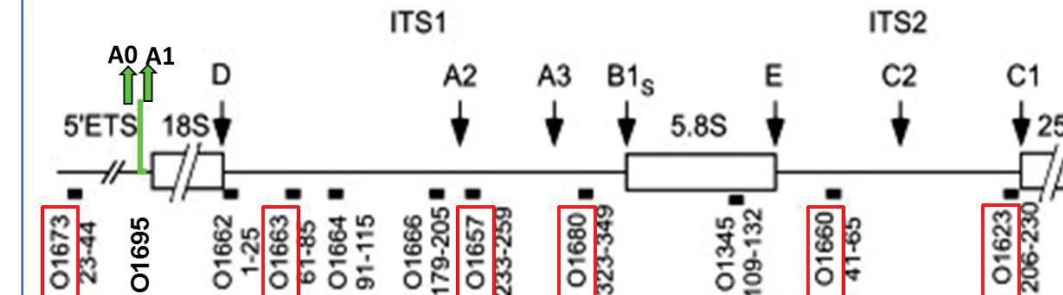 ITS1
ITS2
A0 A1
D
A2
A3
B1S
E
C2
C1
5'ETS
18S
5.8S
25
O1673
23-44
O1695
O1662
1-25
O1663
61-85
O1664
91-115
O1666
179-205
O1657
233-259
O1680
323-349
O1345
109-132
O1660
41-65
O1623
206-230